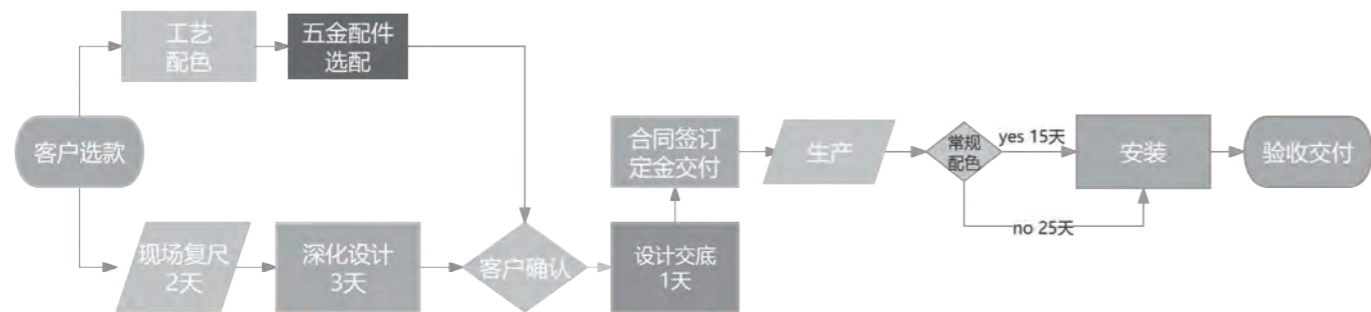 工艺
配色
五金配件
选配
客户选款
现场复尺
2天
深化设计
3天
客户确认
设计交底
1天
合同签订
定金交付
生产
常规
配色
yes 15天
no 25天
安装
验收交付